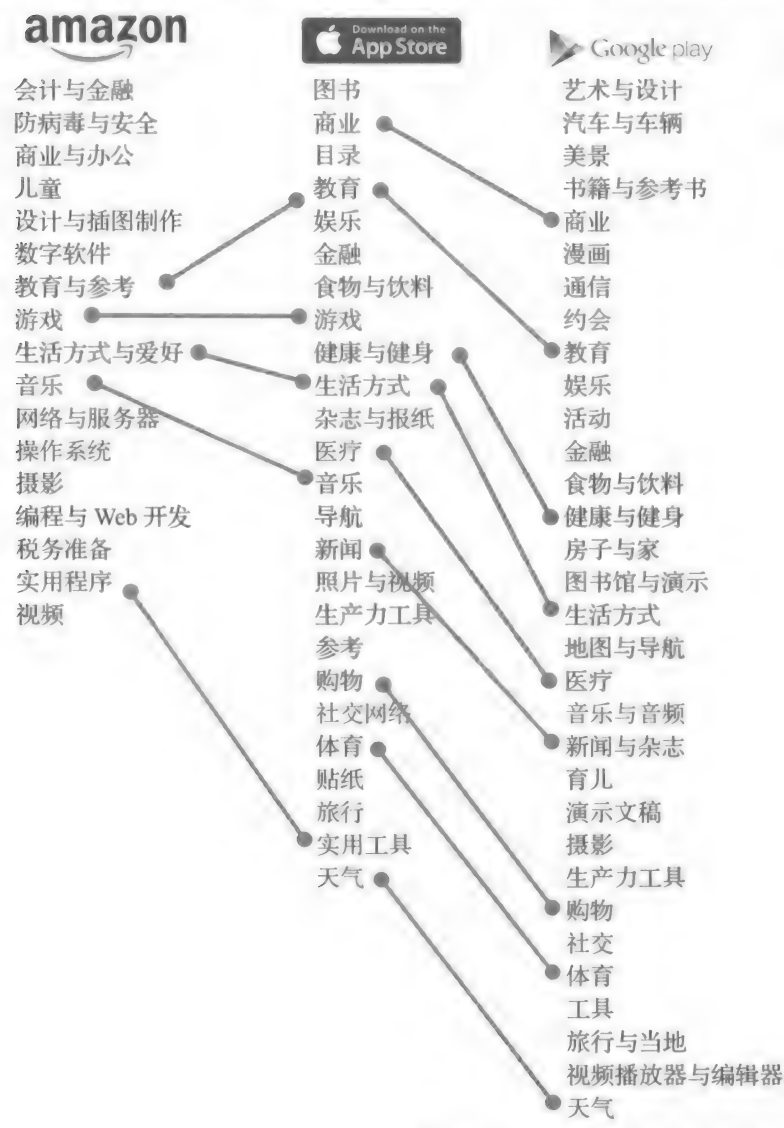 amazon
会计与金融
防病毒与安全
商业与办公
儿童
设计与插图制作
数字软件
教育与参考
游戏
生活方式与爱好
音乐
网络与服务器
操作系统
摄影
编程与 Web 开发
税务准备
实用程序
视频
Download on the
App Store
图书
商业
目录
教育
娱乐
金融
食物与饮料
游戏
健康与健身
生活方式
杂志与报纸
医疗
音乐
导航
新闻
照片与视频
生产力工具
参考
购物
社交网络
体育
贴纸
旅行
实用工具
天气
Google play
艺术与设计
汽车与车辆
美景
书籍与参考书
商业
漫画
通信
约会
教育
娱乐
活动
金融
食物与饮料
健康与健身
房子与家
图书馆与演示
生活方式
地图与导航
医疗
音乐与音频
新闻与杂志
育儿
演示文稿
摄影
生产力工具
购物
社交
体育
工具
旅行与当地
视频播放器与编辑器
天气